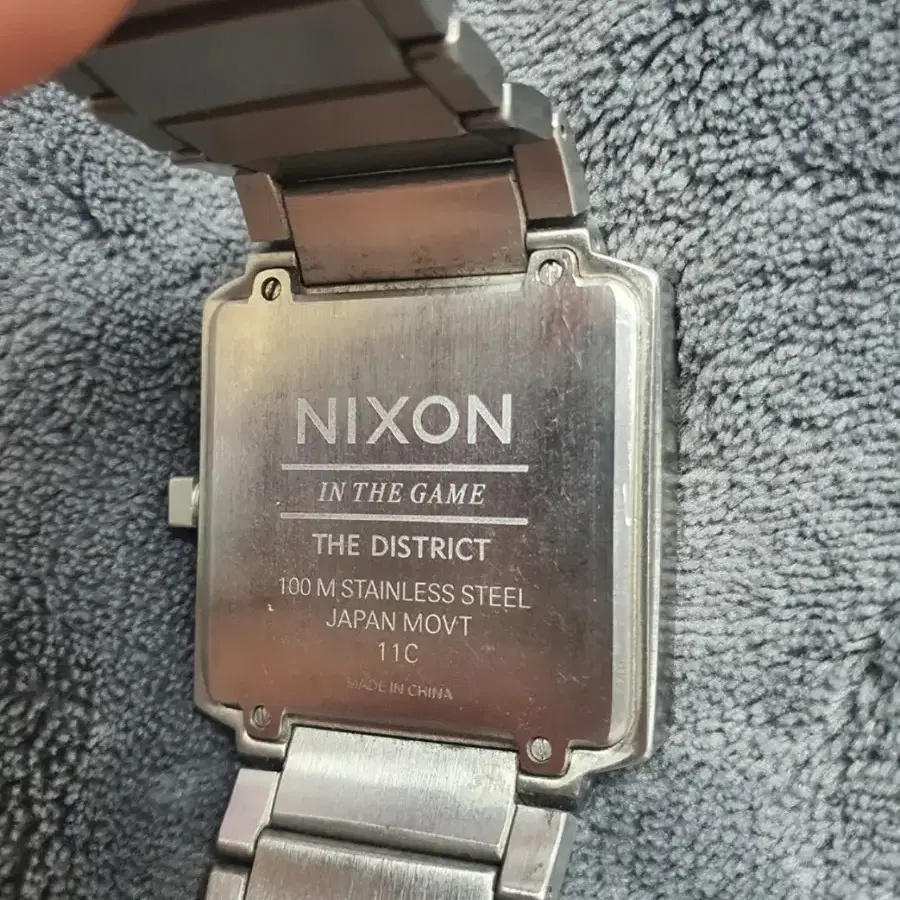 NIXON
IN THE GAME
THE DISTRICT
100 M STAINLESS STEEL
JAPAN MOVT
11C
MADE IN CHINA